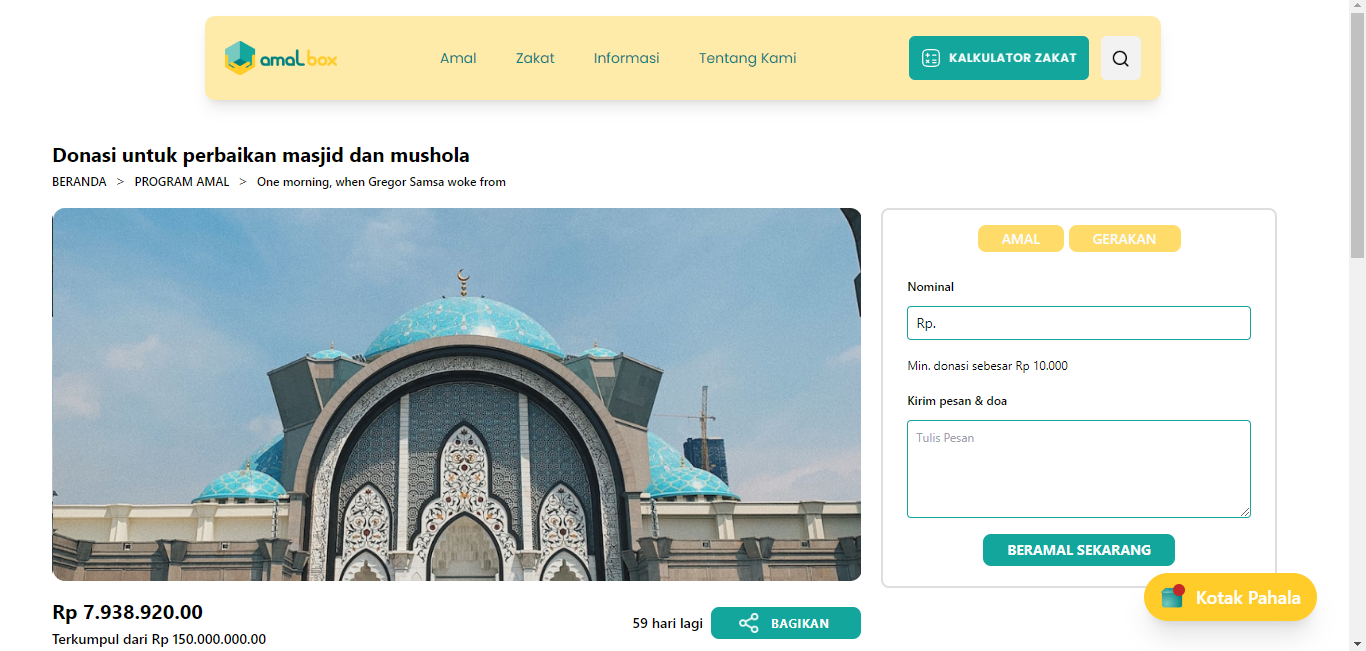 amal box
Amal
Zakat
Informasi
Tentang Kami
KALKULATOR ZAKAT
Donasi untuk perbaikan masjid dan mushola
BERANDA > PROGRAM AMAL > One morning, when Gregor Samsa woke from
AMAL
GERAKAN
Nominal
Rp.
Min. donasi sebesar Rp 10.000
Kirim pesan & doa
Tulis Pesan
BERAMAL SEKARANG
Kotak Pahala
Rp 7.938.920.00
Terkumpul dari Rp 150.000.000.00
59 hari lagi
BAGIKAN